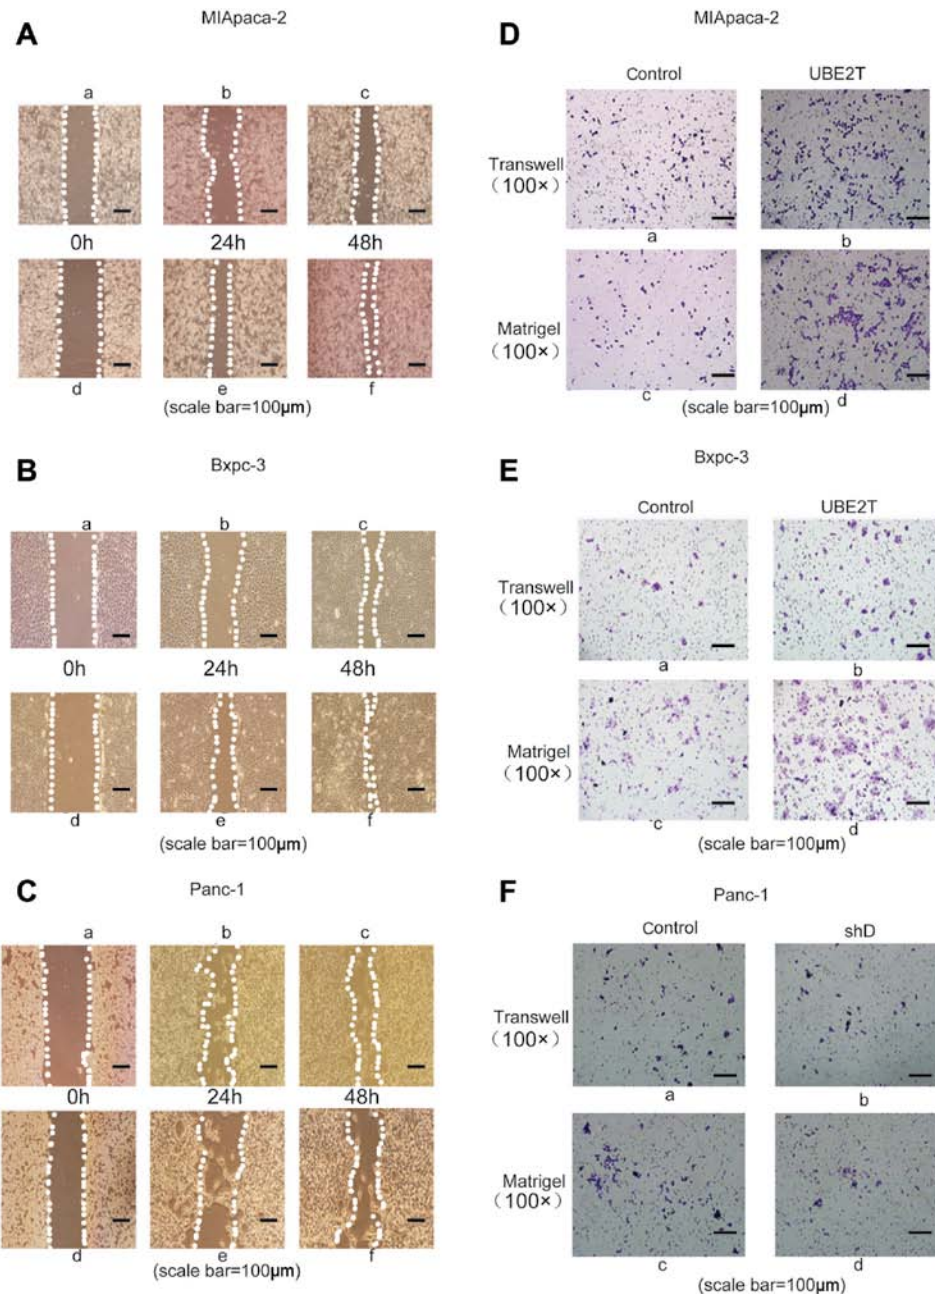 A
MIApaca-2
a
b
c
0h
24h
48h
d
e
f
(scale bar=100μm)
B
Bxpc-3
a
b
c
0h
24h
48h
d
e
f
(scale bar=100μm)
C
Panc-1
a
b
c
0h
24h
48h
d
e
f
(scale bar=100μm)
D
MIApaca-2
Control
UBE2T
Transwell
(100×)
a
b
Matrigel
(100×)
c
d
(scale bar=100μm)
E
Bxpc-3
Control
UBE2T
Transwell
(100×)
a
b
Matrigel
(100×)
c
d
(scale bar=100μm)
F
Panc-1
Control
shD
Transwell
(100×)
a
b
Matrigel
(100×)
c
d
(scale bar=100μm)